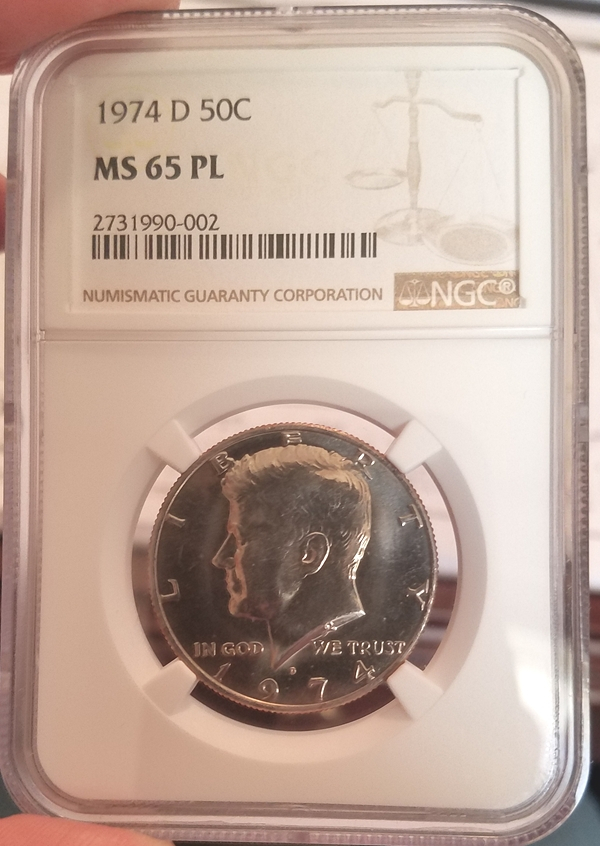 1974 D 50C
MS 65 PL
2731990-002
NUMISMATIC GUARANTY CORPORATION
NGC®
LIBERTY
IN GOD WE TRUST
D
1974